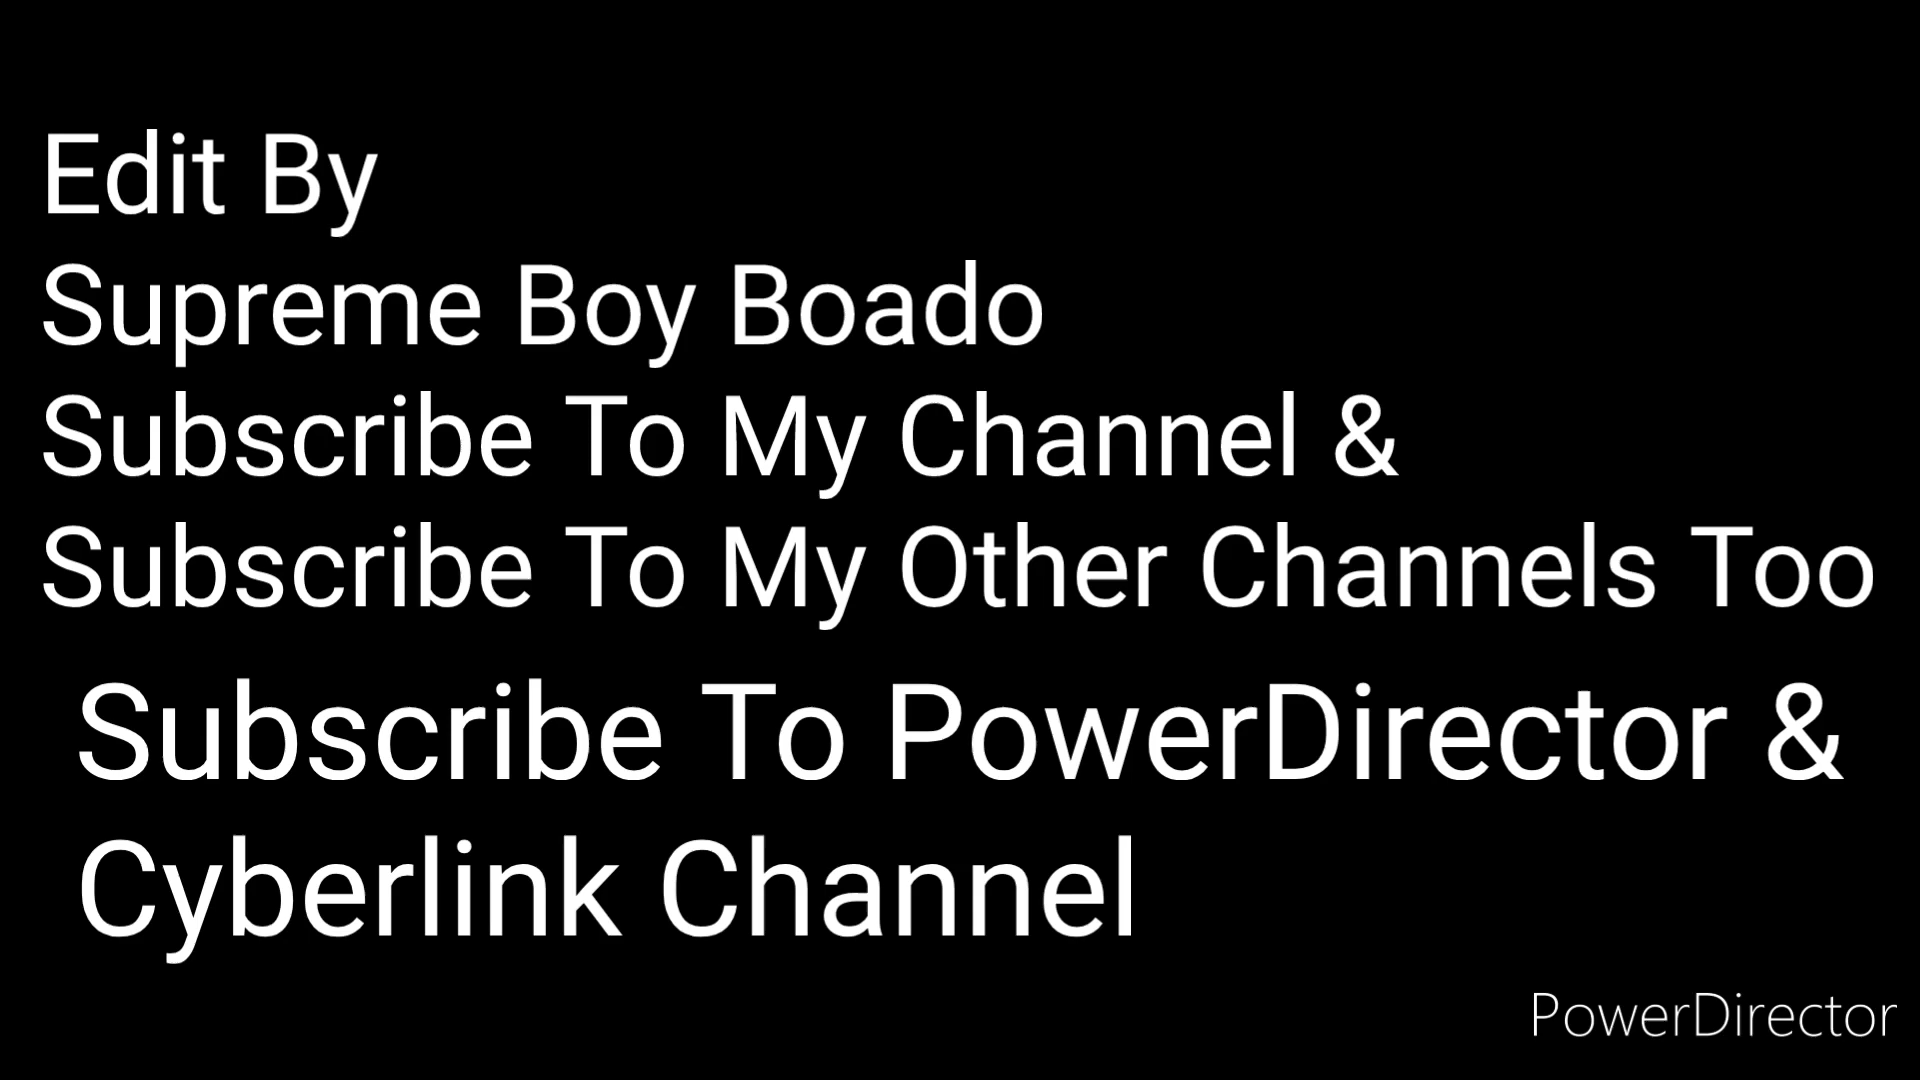 Edit By
Supreme Boy Boado
Subscribe To My Channel &
Subscribe To My Other Channels Too
Subscribe To PowerDirector &
Cyberlink Channel
PowerDirector